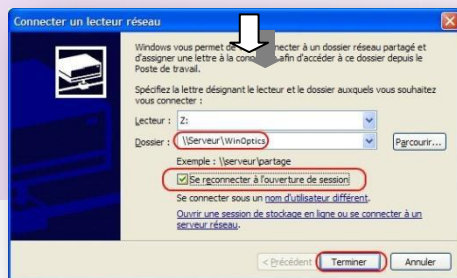 Connecter un lecteur réseau
Windows vous permet de connecter à un dossier réseau partagé et
d'assigner une lettre à la afin d'accéder à ce dossier depuis le
Poste de travail.
Spécifiez la lettre désignant le lecteur et le dossier auxquels vous souhaitez
vous connecter :
Lecteur : Z:
Dossier : \\Serveur\WinOptics Parcourir...
Exemple : \\serveur\partage
Se reconnecter à l'ouverture de session
Se connecter sous un nom d'utilisateur différent.
Ouvrir une session de stockage en ligne ou se connecter à un
serveur réseau.
< Précédent Terminer Annuler